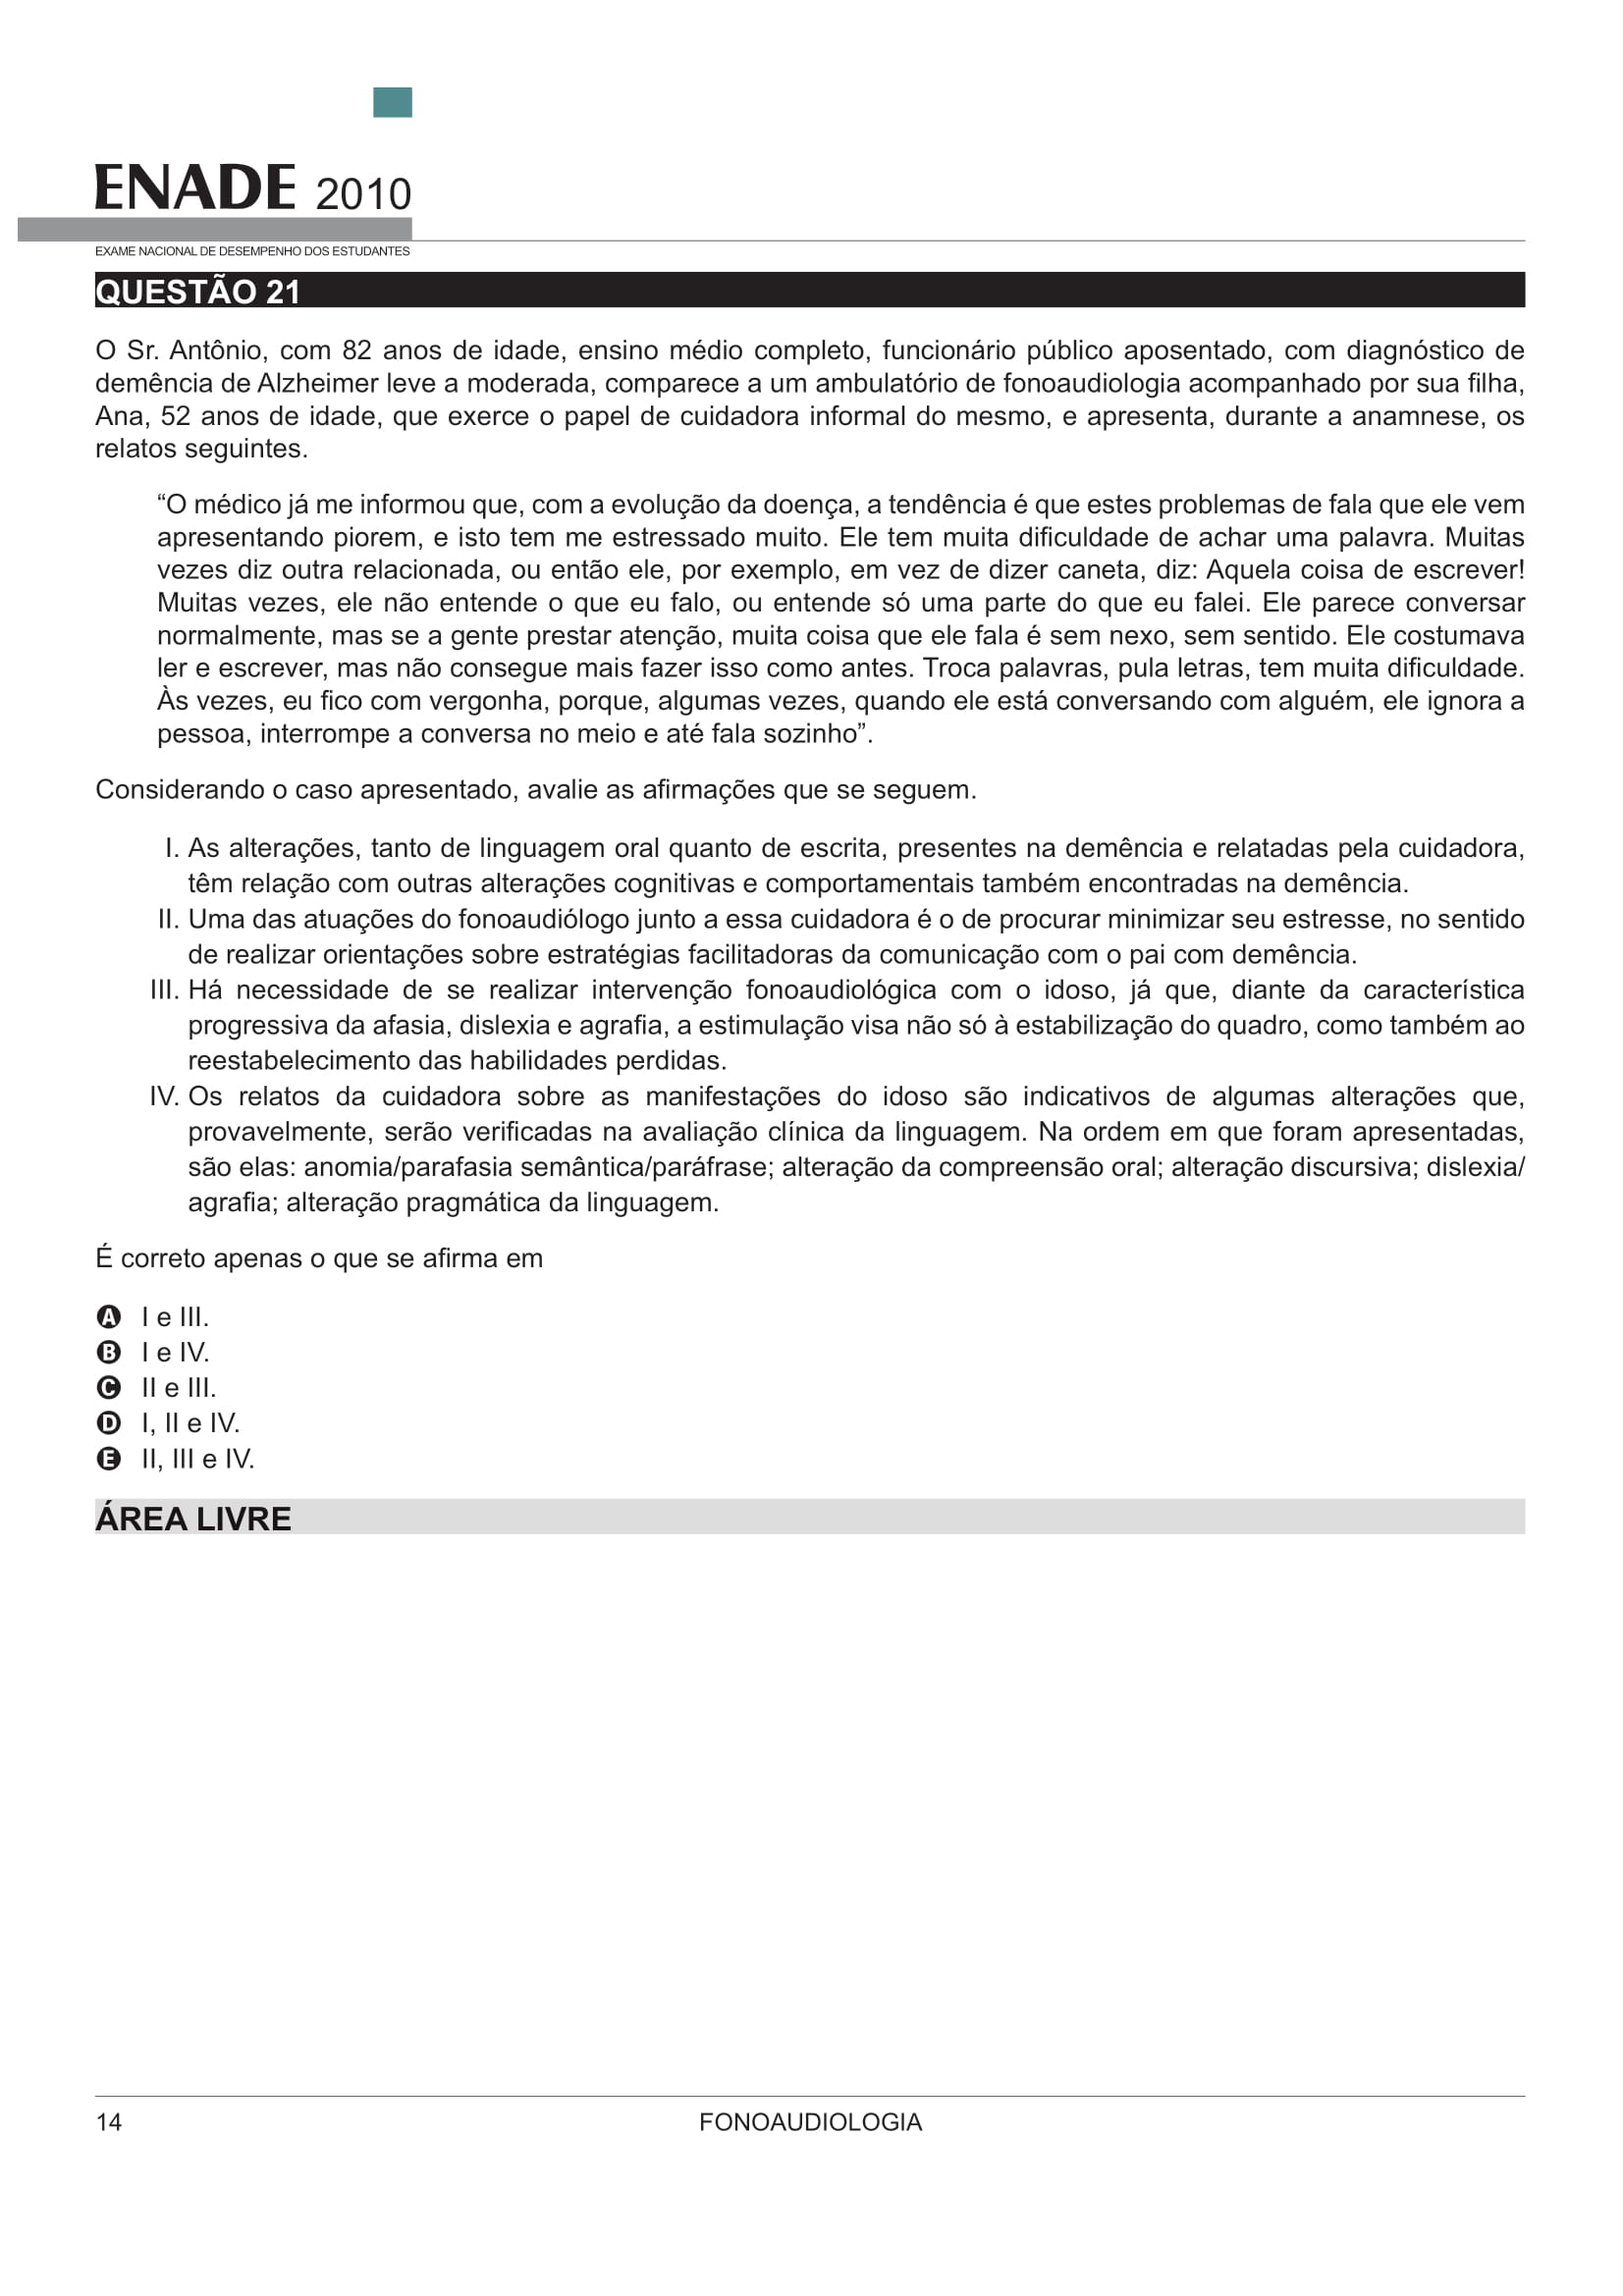 ENADE 2010
EXAME NACIONAL DE DESEMPENHO DOS ESTUDANTES
QUESTÃO 21
O Sr. Antônio, com 82 anos de idade, ensino médio completo, funcionário público aposentado, com diagnóstico de
demência de Alzheimer leve a moderada, comparece a um ambulatório de fonoaudiologia acompanhado por sua filha,
Ana, 52 anos de idade, que exerce o papel de cuidadora informal do mesmo, e apresenta, durante a anamnese, os
relatos seguintes.
“O médico já me informou que, com a evolução da doença, a tendência é que estes problemas de fala que ele vem
apresentando piorem, e isto tem me estressado muito. Ele tem muita dificuldade de achar uma palavra. Muitas
vezes diz outra relacionada, ou então ele, por exemplo, em vez de dizer caneta, diz: Aquela coisa de escrever!
Muitas vezes, ele não entende o que eu falo, ou entende só uma parte do que eu falei. Ele parece conversar
normalmente, mas se a gente prestar atenção, muita coisa que ele fala é sem nexo, sem sentido. Ele costumava
ler e escrever, mas não consegue mais fazer isso como antes. Troca palavras, pula letras, tem muita dificuldade.
Às vezes, eu fico com vergonha, porque, algumas vezes, quando ele está conversando com alguém, ele ignora a
pessoa, interrompe a conversa no meio e até fala sozinho”.
Considerando o caso apresentado, avalie as afirmações que se seguem.
I. As alterações, tanto de linguagem oral quanto de escrita, presentes na demência e relatadas pela cuidadora,
têm relação com outras alterações cognitivas e comportamentais também encontradas na demência.
II. Uma das atuações do fonoaudiólogo junto a essa cuidadora é o de procurar minimizar seu estresse, no sentido
de realizar orientações sobre estratégias facilitadoras da comunicação com o pai com demência.
III. Há necessidade de se realizar intervenção fonoaudiológica com o idoso, já que, diante da característica
progressiva da afasia, dislexia e agrafia, a estimulação visa não só à estabilização do quadro, como também ao
reestabelecimento das habilidades perdidas.
IV. Os relatos da cuidadora sobre as manifestações do idoso são indicativos de algumas alterações que,
provavelmente, serão verificadas na avaliação clínica da linguagem. Na ordem em que foram apresentadas,
são elas: anomia/parafasia semântica/paráfrase; alteração da compreensão oral; alteração discursiva; dislexia/
agrafia; alteração pragmática da linguagem.
É correto apenas o que se afirma em
A I e III.
B I e IV.
C II e III.
D I, II e IV.
E II, III e IV.
ÁREA LIVRE
14 FONOAUDIOLOGIA